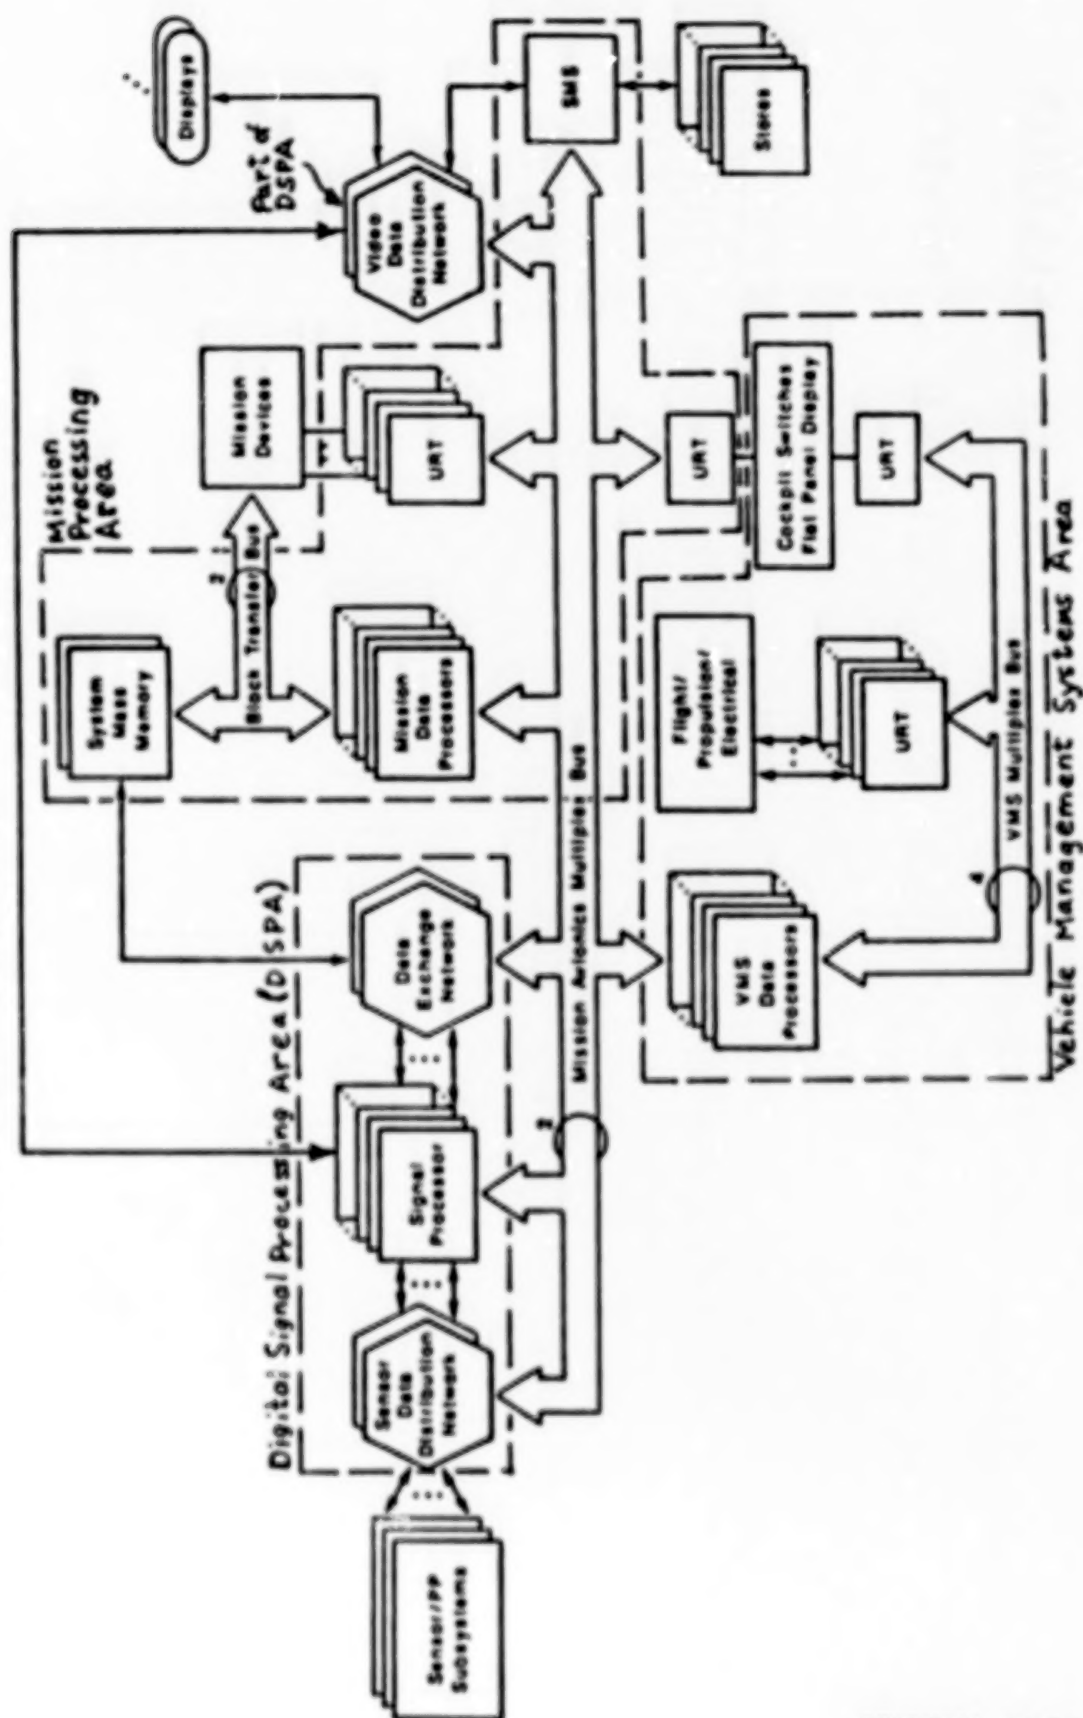 Displays
Part of
DSPA
Video
Data
Distribution
Network
SMS
Stores
Mission
Processing
Area
Mission
Devices
URT
System
Mass
Memory
2
Block Transfer Bus
Mission Data
Processors
URT
Cockpit Switches
Flat Panel Display
URT
Digital Signal Processing Area (DSPA)
Data
Exchange
Network
Signal
Processor
Sensor
Data
Distribution
Network
Sensor/PP
Subsystems
2
Mission Avionics Multiplex Bus
Flight/
Propulsion/
Electrical
URT
VMS
Data
Processors
4
VMS Multiplex Bus
Vehicle Management Systems Area